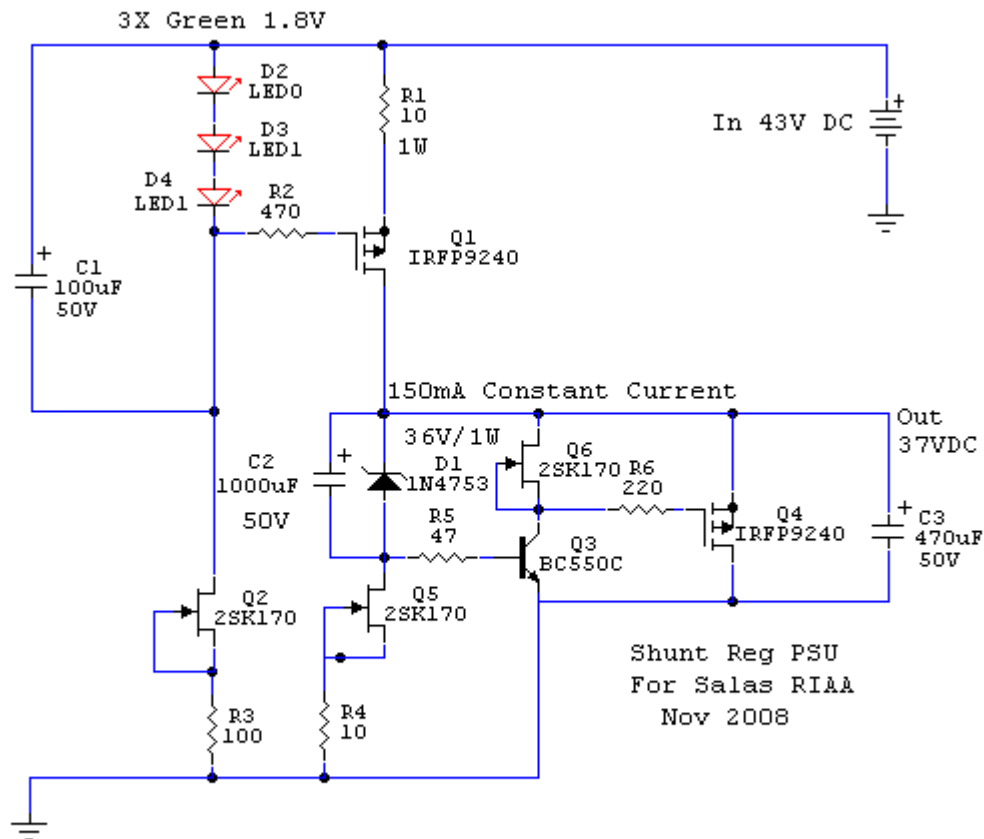 3X Green 1.8V
D2
LED0
D3
LED1
D4
LED1
R1
10
1W
In 43V DC
+
R2
470
Q1
IRFP9240
+
C1
100uF
50V
150mA Constant Current
Out
37VDC
36V/1W
+
C2
1000uF
50V
D1
1N4753
Q6
2SK170
R6
220
Q4
IRFP9240
+
C3
470uF
50V
R5
47
Q3
BC550C
Q2
2SK170
Q5
2SK170
R3
100
R4
10
Shunt Reg PSU
For Salas RIAA
Nov 2008